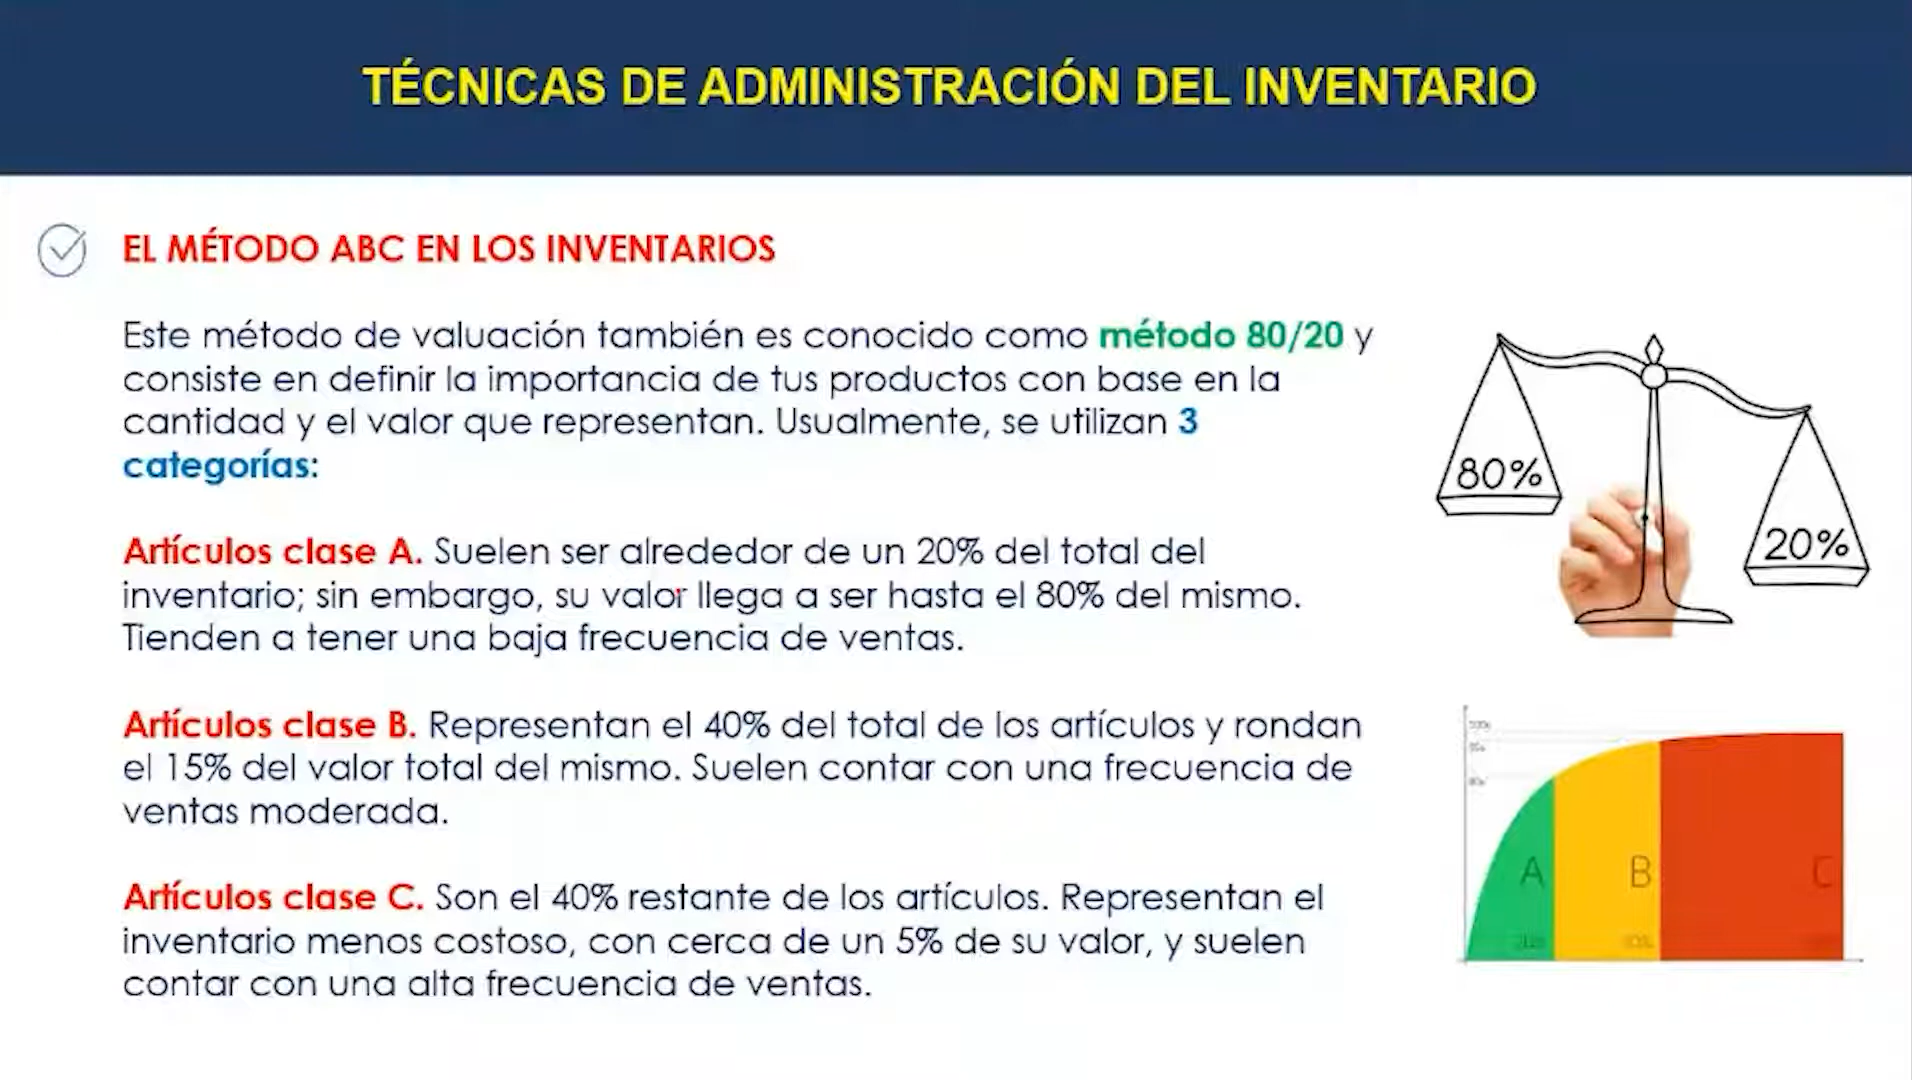 TÉCNICAS DE ADMINISTRACIÓN DEL INVENTARIO
EL MÉTODO ABC EN LOS INVENTARIOS
Este método de valuación también es conocido como método 80/20 y
consiste en definir la importancia de tus productos con base en la
cantidad y el valor que representan. Usualmente, se utilizan 3
categorías:
Artículos clase A. Suelen ser alrededor de un 20% del total del
inventario; sin embargo, su valor llega a ser hasta el 80% del mismo.
Tienden a tener una baja frecuencia de ventas.
Artículos clase B. Representan el 40% del total de los artículos y rondan
el 15% del valor total del mismo. Suelen contar con una frecuencia de
ventas moderada.
Artículos clase C. Son el 40% restante de los artículos. Representan el
inventario menos costoso, con cerca de un 5% de su valor, y suelen
contar con una alta frecuencia de ventas.
80%
20%
A B C